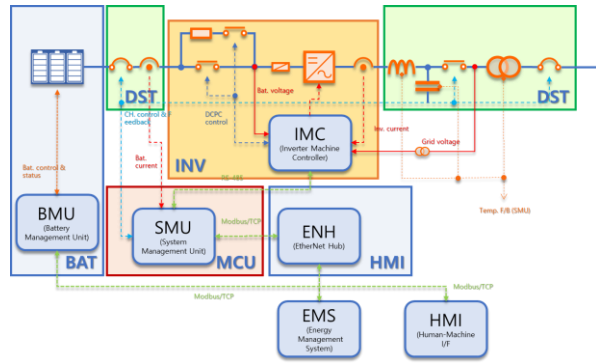 DST
CH. control & F
eedback
Bat.
current
DCPC
control
Bat. voltage
IMC
(Inverter Machine
Controller)
Inv. current
Grid voltage
DST
INV
RS-485
Bat. control &
status
Temp. F/B (SMU)
BMU
(Battery
Management Unit)
BAT
SMU
(System
Management Unit)
MCU
Modbus/TCP
ENH
(EtherNet Hub)
HMI
Modbus/TCP
Modbus/TCP
EMS
(Energy
Management
System)
HMI
(Human-Machine
I/F)